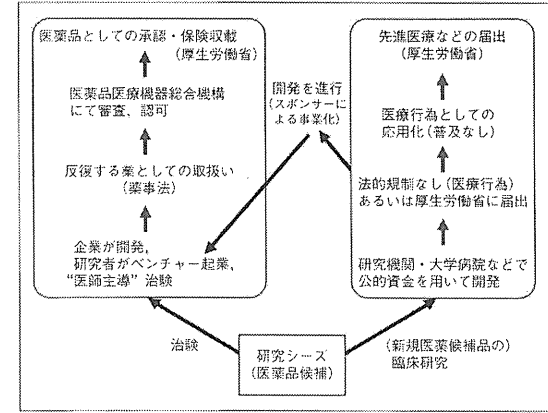 医薬品としての承認・保険収載
(厚生労働省)
医薬品医療機器総合機構
にて審査、認可
反復する薬としての取扱い
(薬事法)
企業が開発,
研究者がベンチャー起業,
“医師主導”治験
開発を進行
(スポンサーに
よる事業化)
先進医療などの届出
(厚生労働省)
医療行為としての
応用化(普及なし)
法的規制なし(医療行為)
あるいは厚生労働省に届出
研究機関・大学病院などで
公的資金を用いて開発
治験
研究シーズ
(医薬品候補)
(新規医薬候補品の)
臨床研究